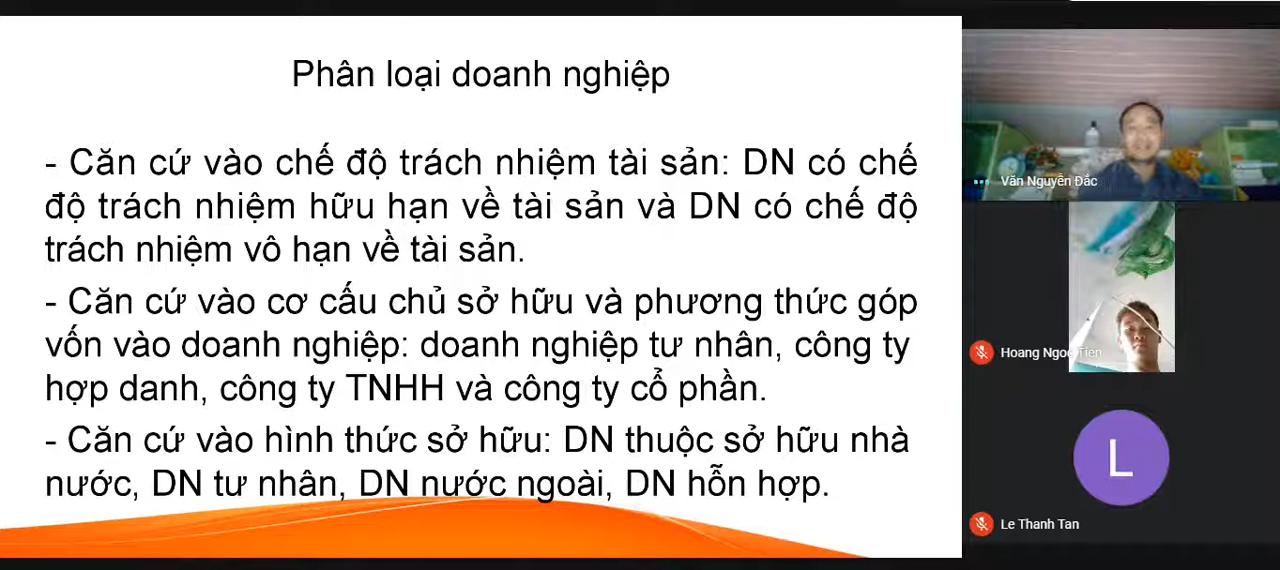 Phân loại doanh nghiệp
- Căn cứ vào chế độ trách nhiệm tài sản: DN có chế
độ trách nhiệm hữu hạn về tài sản và DN có chế độ
trách nhiệm vô hạn về tài sản.
- Căn cứ vào cơ cấu chủ sở hữu và phương thức góp
vốn vào doanh nghiệp: doanh nghiệp tư nhân, công ty
hợp danh, công ty TNHH và công ty cổ phần.
- Căn cứ vào hình thức sở hữu: DN thuộc sở hữu nhà
nước, DN tư nhân, DN nước ngoài, DN hỗn hợp.
Văn Nguyễn Đắc
Hoang Ngoc Tien
L
Le Thanh Tan